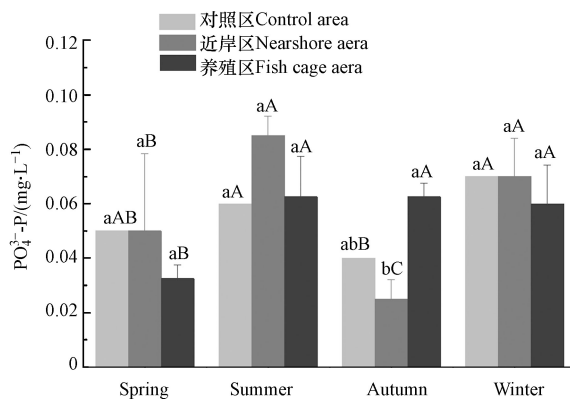 对照区Control area
近岸区Nearshore aera
养殖区Fish cage aera
PO₄³⁻-P/(mg·L⁻¹)
0.12
0.10
0.08
0.06
0.04
0.02
0
aAB
aB
aB
aA
aA
aA
abB
bC
aA
aA
aA
aA
Spring
Summer
Autumn
Winter